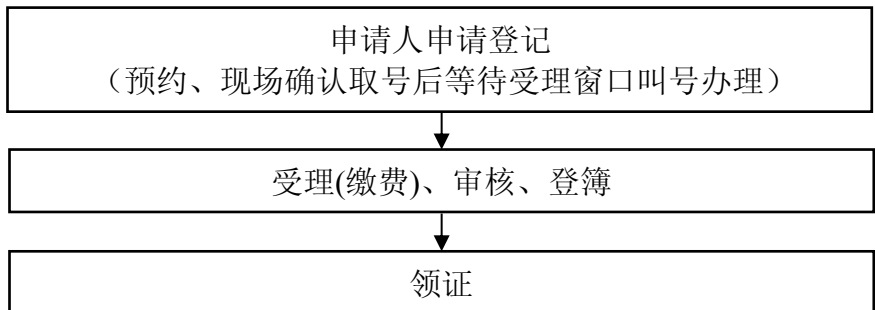 申请人申请登记
（预约、现场确认取号后等待受理窗口叫号办理）
受理(缴费)、审核、登簿
领证